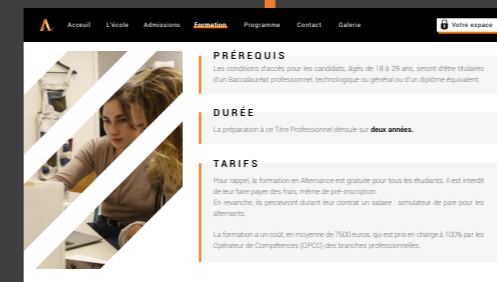 Acceuil L'école Admissions Formation Programme Contact Galerie Votre espace
PRÉREQUIS
Les conditions d'accès pour les candidats, âgés de 18 à 29 ans, seront d'être titulaires
d'un Baccalauréat professionnel, technologique ou général ou d'un diplôme équivalent.
DURÉE
La préparation à ce Titre Professionnel déroule sur deux années.
TARIFS
Pour rappel, la formation en Alternance est gratuite pour tous les étudiants. Il est interdit
de leur faire payer des frais, même de pré-inscription.
En revanche, ils percevront durant leur contrat un salaire : simulateur de paie pour les
alternants.
La formation a un coût, en moyenne de 7500 euros, qui est pris en charge à 100% par les
Opérateur de Compétences (OPCO) des branches professionnelles.